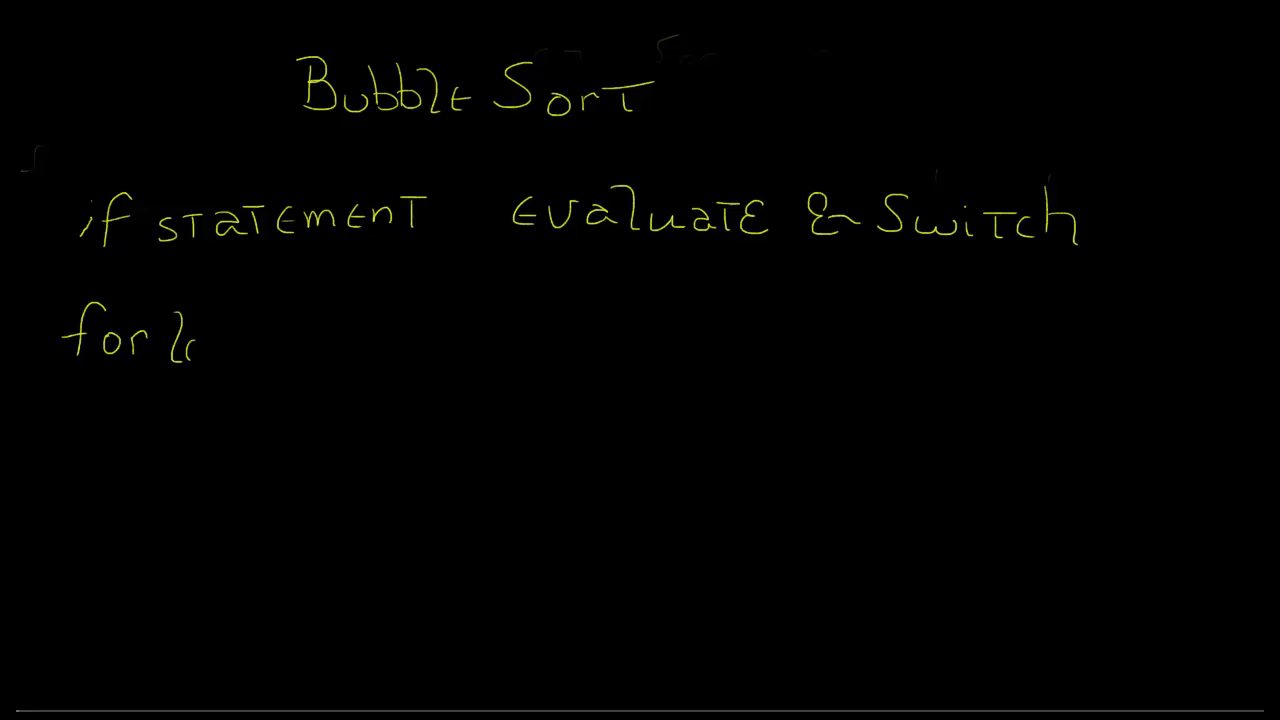 Bubble Sort
if statement evaluate & switch
for